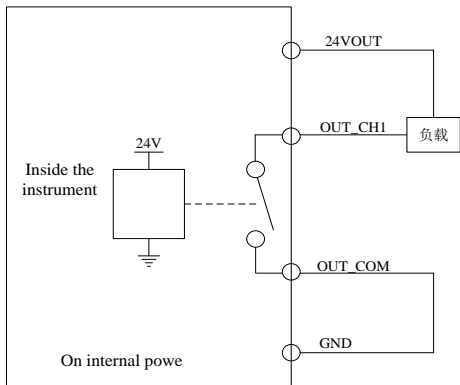 24VOUT
OUT_CH1
负载
24V
Inside the
instrument
OUT_COM
GND
On internal powe